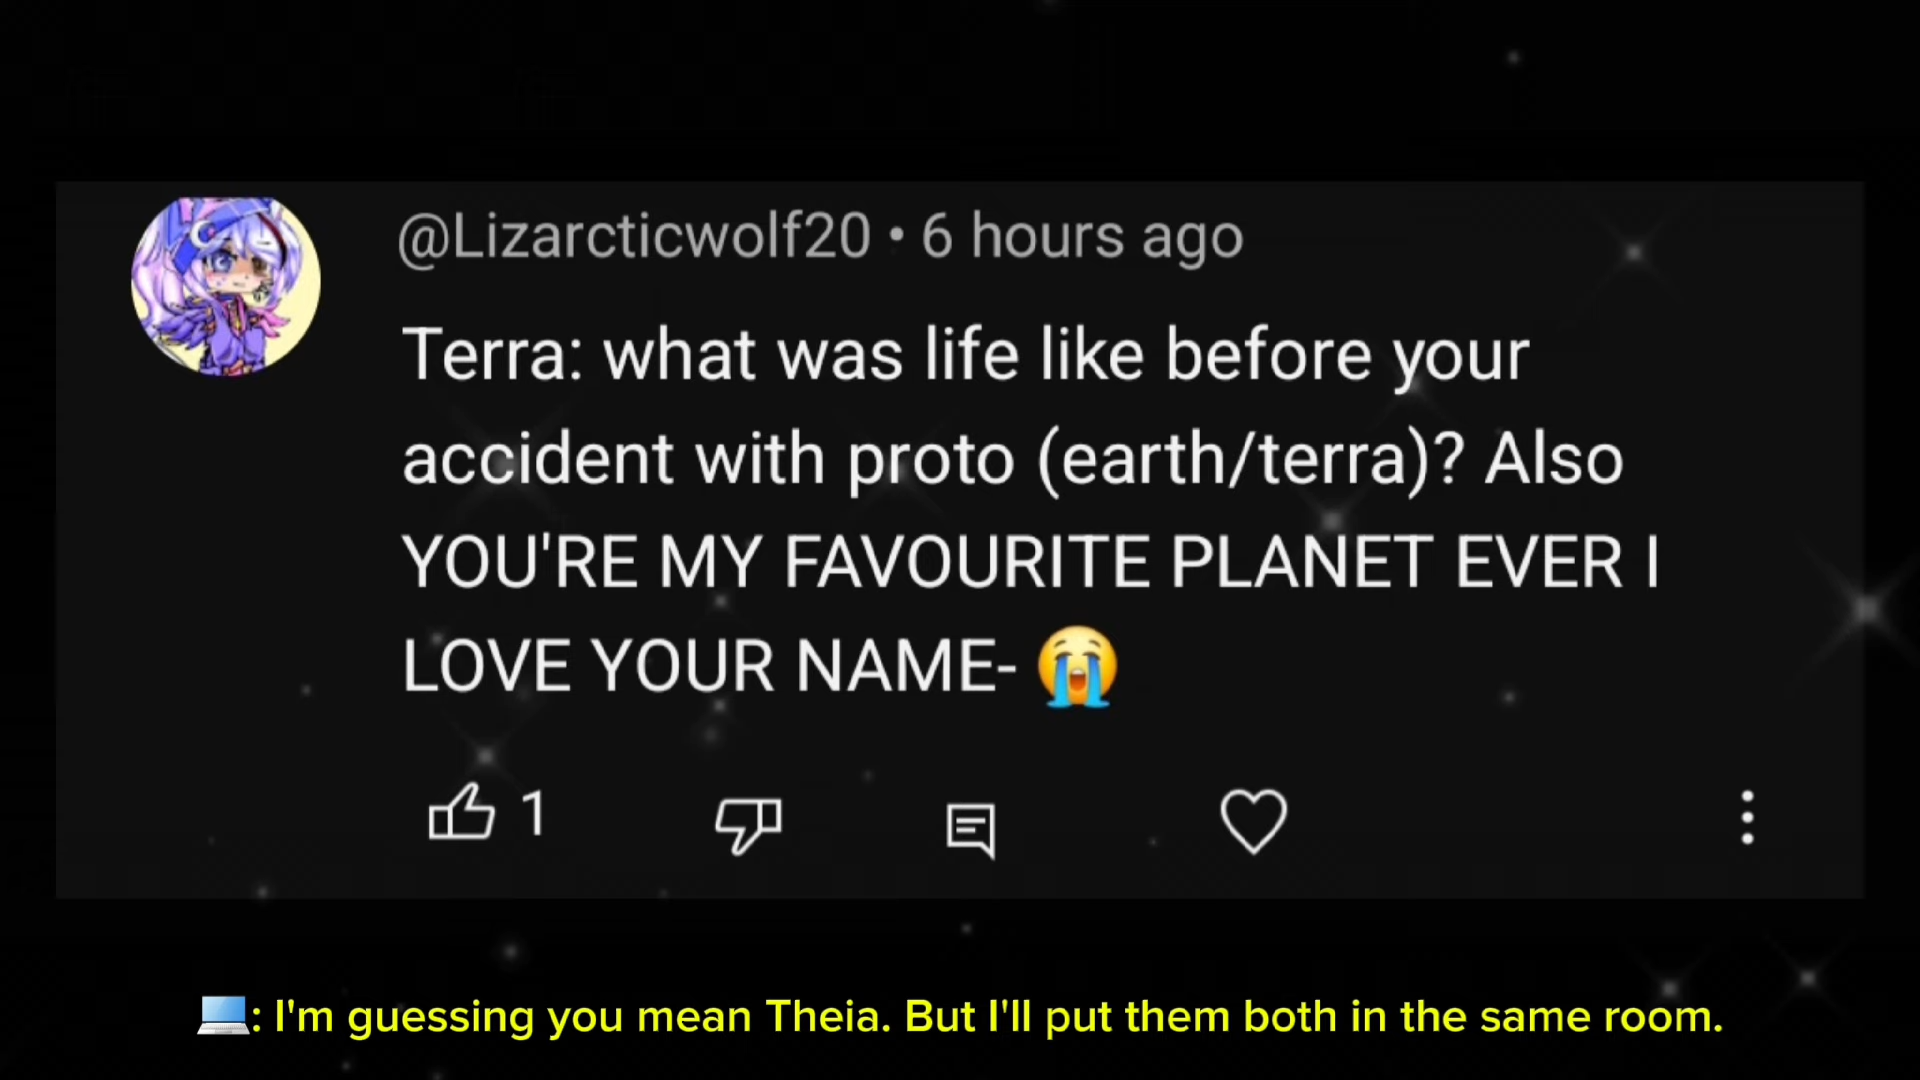 @Lizarcticwolf20 • 6 hours ago
Terra: what was life like before your
accident with proto (earth/terra)? Also
YOU'RE MY FAVOURITE PLANET EVER I
LOVE YOUR NAME- 😭
1
💻: I'm guessing you mean Theia. But I'll put them both in the same room.